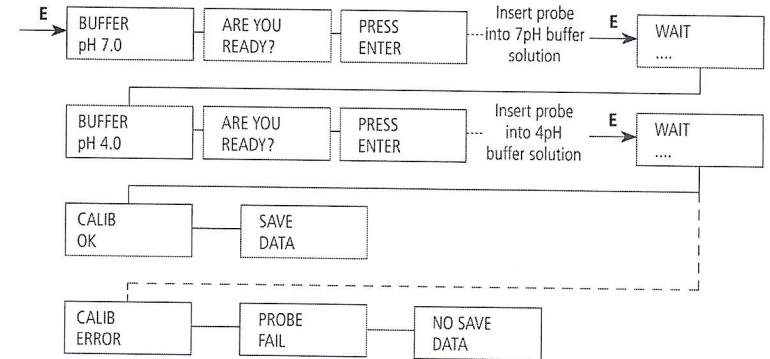 E
BUFFER
pH 7.0
ARE YOU
READY?
PRESS
ENTER
Insert probe
into 7pH buffer
solution
E
WAIT
....
BUFFER
pH 4.0
ARE YOU
READY?
PRESS
ENTER
Insert probe
into 4pH
buffer solution
E
WAIT
....
CALIB
OK
SAVE
DATA
CALIB
ERROR
PROBE
FAIL
NO SAVE
DATA